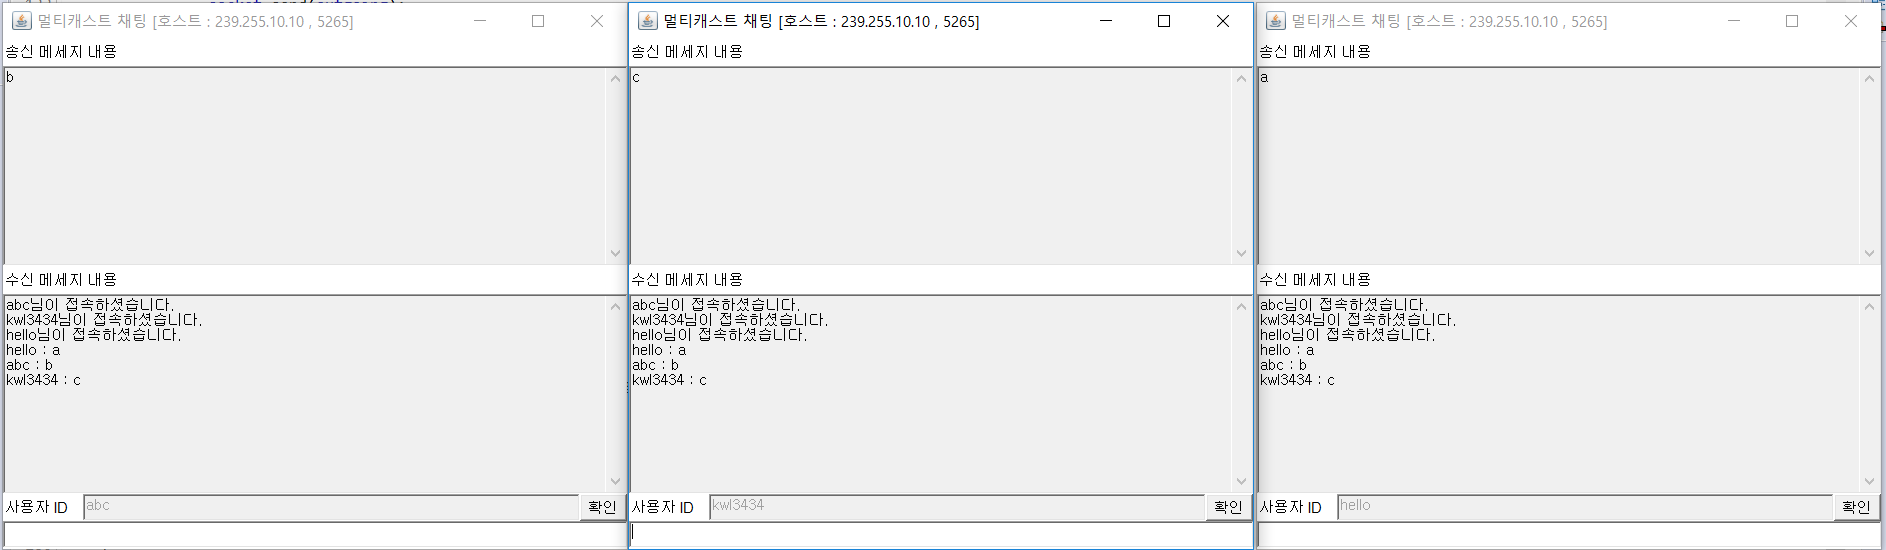 멀티캐스트 채팅 [호스트 : 239.255.10.10 , 5265]
송신 메세지 내용
b
수신 메세지 내용
abc님이 접속하셨습니다.
kwl3434님이 접속하셨습니다.
hello님이 접속하셨습니다.
hello : a
abc : b
kwl3434 : c
사용자 ID abc 확인
멀티캐스트 채팅 [호스트 : 239.255.10.10 , 5265]
송신 메세지 내용
c
수신 메세지 내용
abc님이 접속하셨습니다.
kwl3434님이 접속하셨습니다.
hello님이 접속하셨습니다.
hello : a
abc : b
kwl3434 : c
사용자 ID kwl3434 확인
멀티캐스트 채팅 [호스트 : 239.255.10.10 , 5265]
송신 메세지 내용
a
수신 메세지 내용
abc님이 접속하셨습니다.
kwl3434님이 접속하셨습니다.
hello님이 접속하셨습니다.
hello : a
abc : b
kwl3434 : c
사용자 ID hello 확인